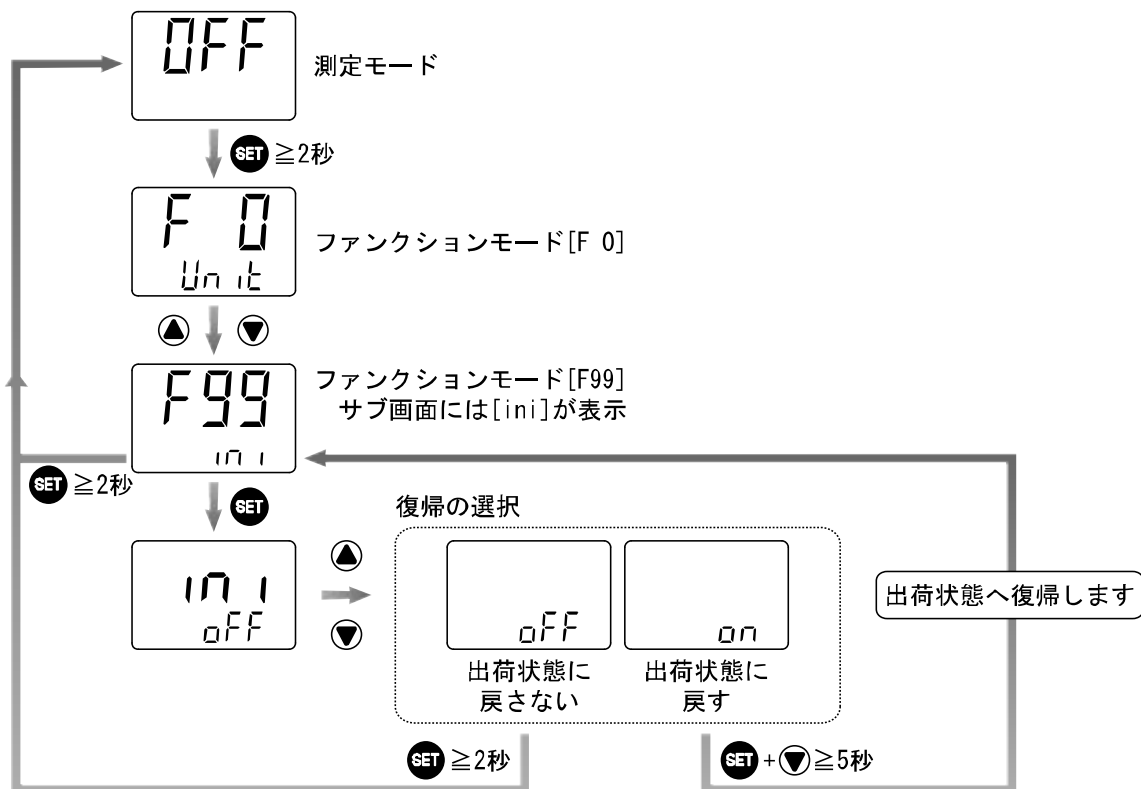 OFF
測定モード
SET ≧2秒
F 0
Unit
ファンクションモード[F 0]
F99
ini
ファンクションモード[F99]
サブ画面には[ini]が表示
SET ≧2秒
SET
復帰の選択
ini
oFF
oFF
on
出荷状態へ復帰します
出荷状態に
戻さない
出荷状態に
戻す
SET ≧2秒
SET+▼≧5秒